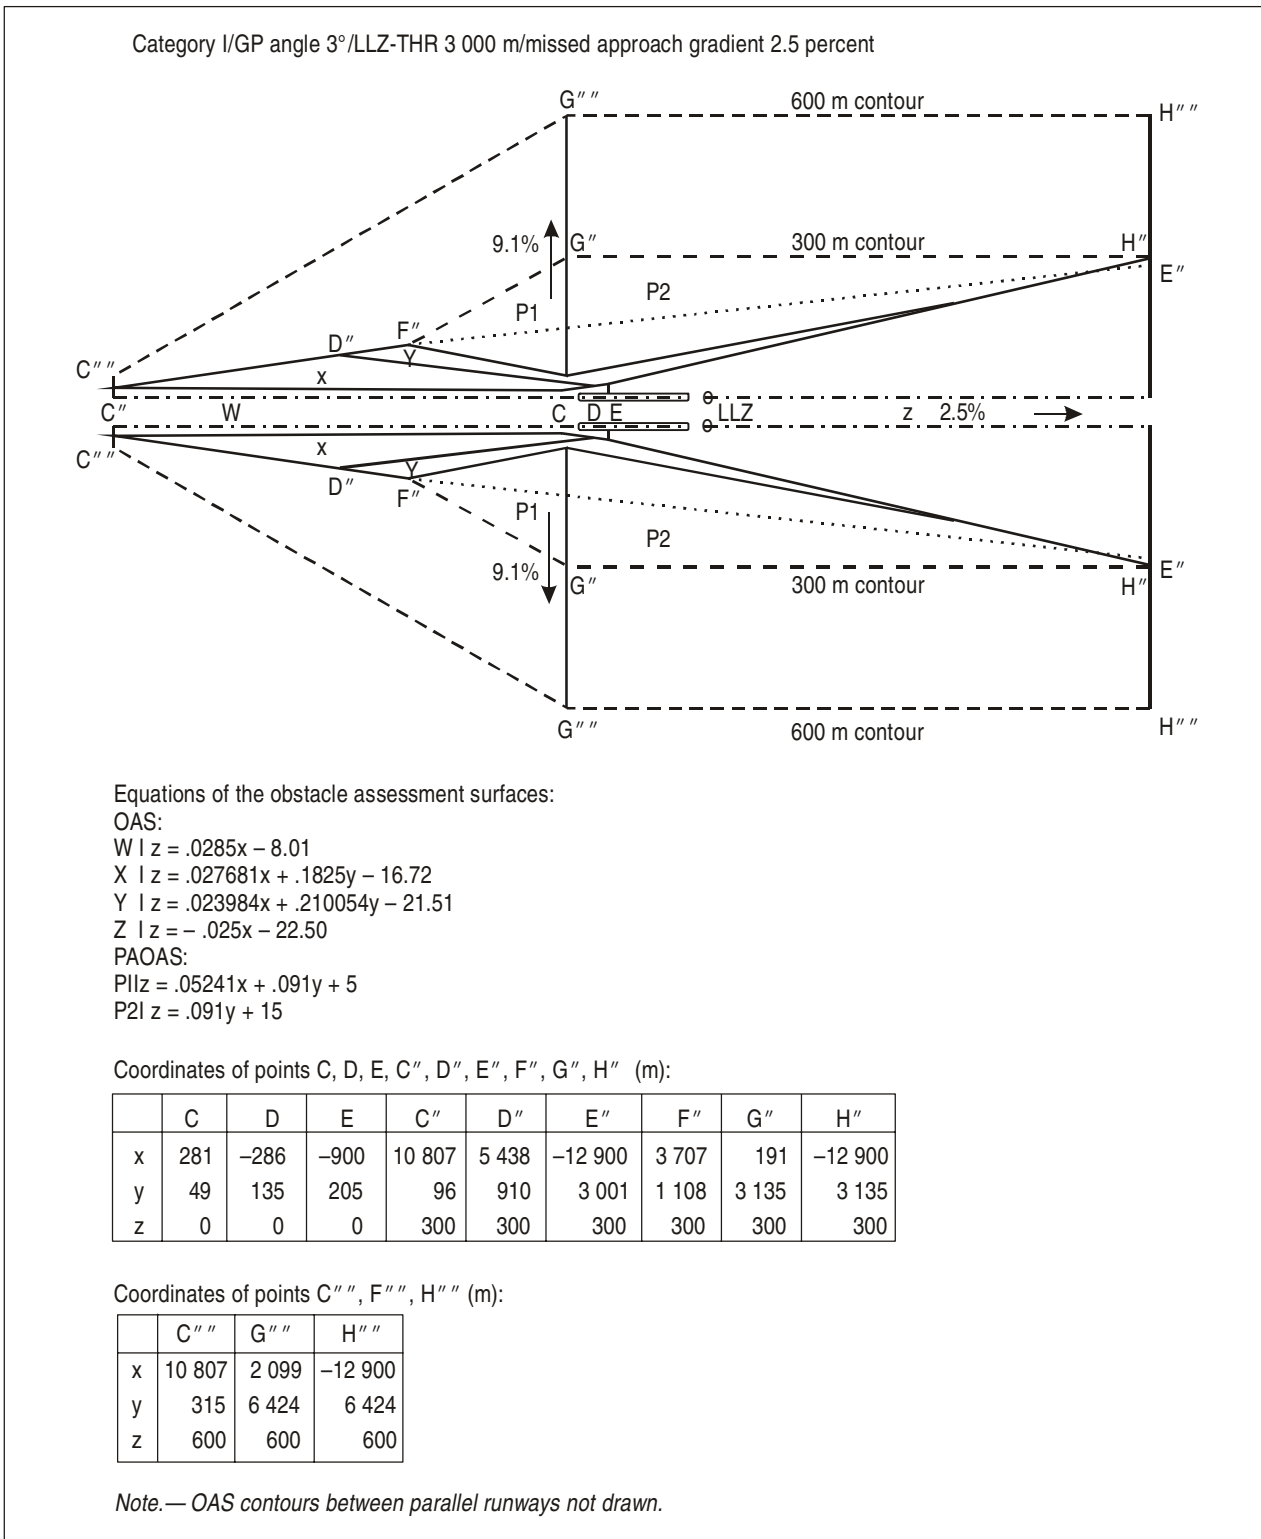 Category I/GP angle 3°/LLZ-THR 3 000 m/missed approach gradient 2.5 percent
G″ ″ 600 m contour H″ ″
9.1% G″ 300 m contour H″
E″
P2
P1
F″
D″
Y
C″ ″ x
C″ W C D E LLZ z 2.5%
C″ ″ x
Y
D″
F″
P1
P2
9.1% G″ 300 m contour H″ E″
G″ ″ 600 m contour H″ ″
Equations of the obstacle assessment surfaces:
OAS:
W I z = .0285x – 8.01
X I z = .027681x + .1825y – 16.72
Y I z = .023984x + .210054y – 21.51
Z I z = – .025x – 22.50
PAOAS:
PIIz = .05241x + .091y + 5
P2I z = .091y + 15
Coordinates of points C, D, E, C″, D″, E″, F″, G″, H″ (m):
C D E C″ D″ E″ F″ G″ H″
x 281 –286 –900 10 807 5 438 –12 900 3 707 191 –12 900
y 49 135 205 96 910 3 001 1 108 3 135 3 135
z 0 0 0 300 300 300 300 300 300
Coordinates of points C″ ″, F″ ″, H″ ″ (m):
C″ ″ G″ ″ H″ ″
x 10 807 2 099 –12 900
y 315 6 424 6 424
z 600 600 600
Note.— OAS contours between parallel runways not drawn.